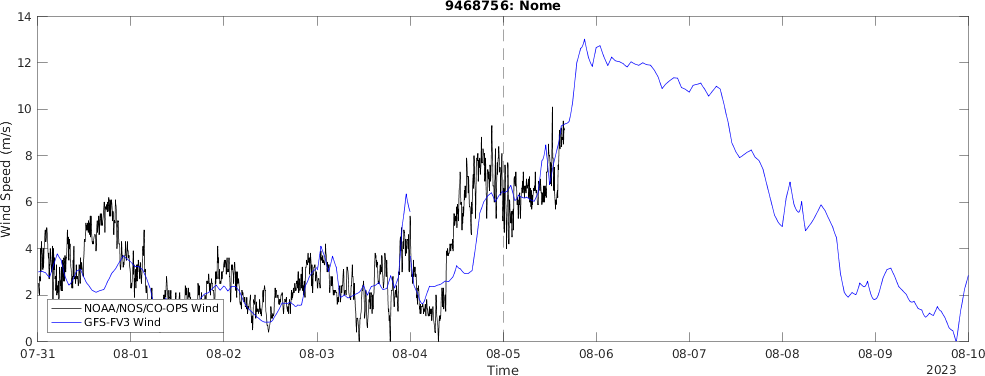 9468756: Nome
14
12
10
8
6
4
2
0
Wind Speed (m/s)
NOAA/NOS/CO-OPS Wind
GFS-FV3 Wind
07-31 08-01 08-02 08-03 08-04 08-05 08-06 08-07 08-08 08-09 08-10
Time
2023